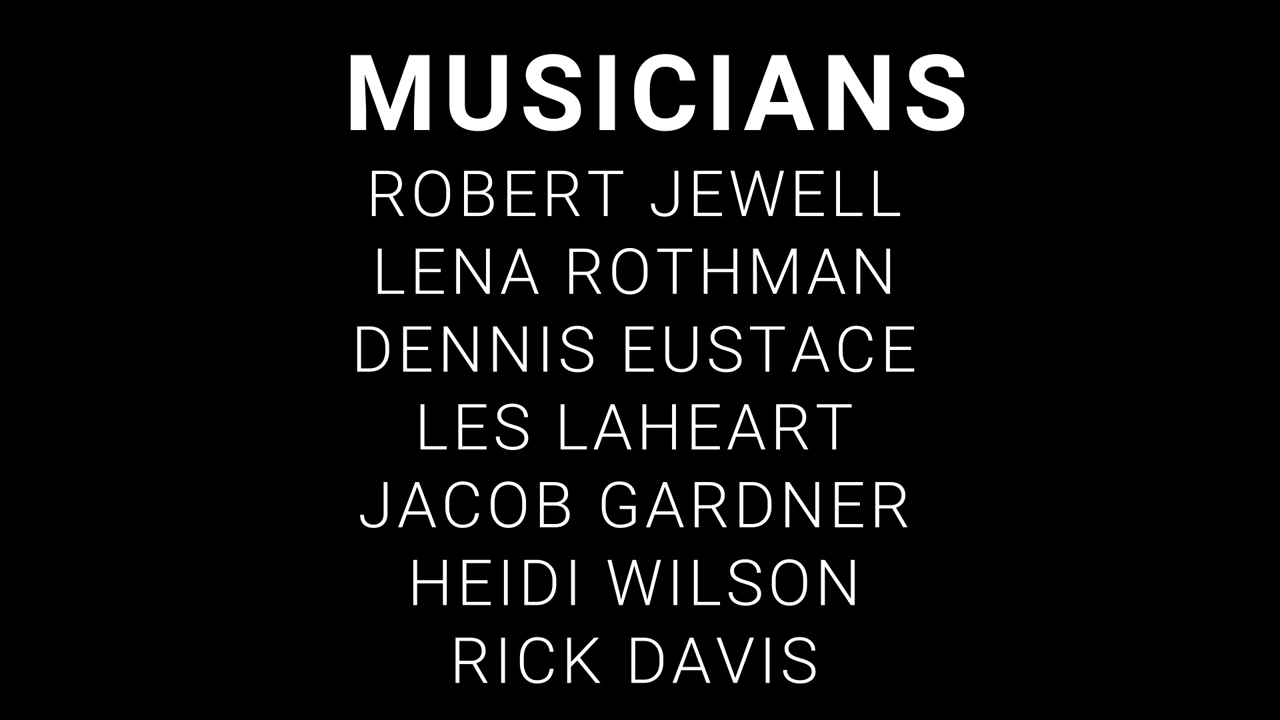 MUSICIANS
ROBERT JEWELL
LENA ROTHMAN
DENNIS EUSTACE
LES LAHEART
JACOB GARDNER
HEIDI WILSON
RICK DAVIS